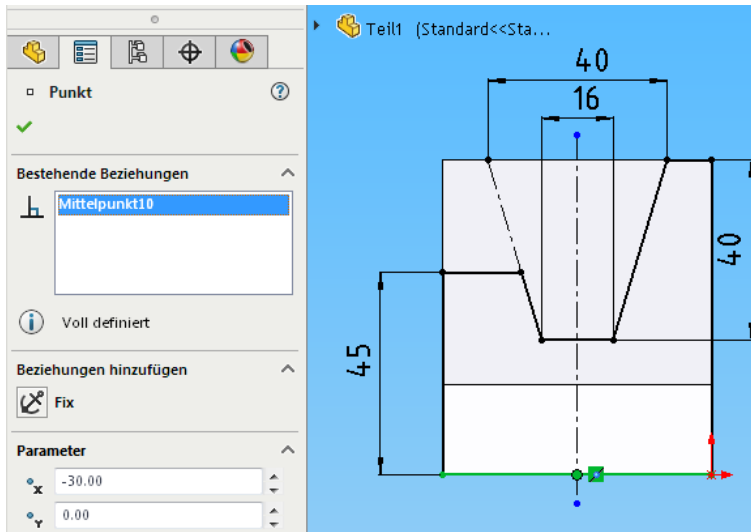 Teil1 (Standard<<Sta...
Punkt
Bestehende Beziehungen
Mittelpunkt10
Voll definiert
Beziehungen hinzufügen
Fix
Parameter
x -30.00
Y 0.00
40
16
40
45